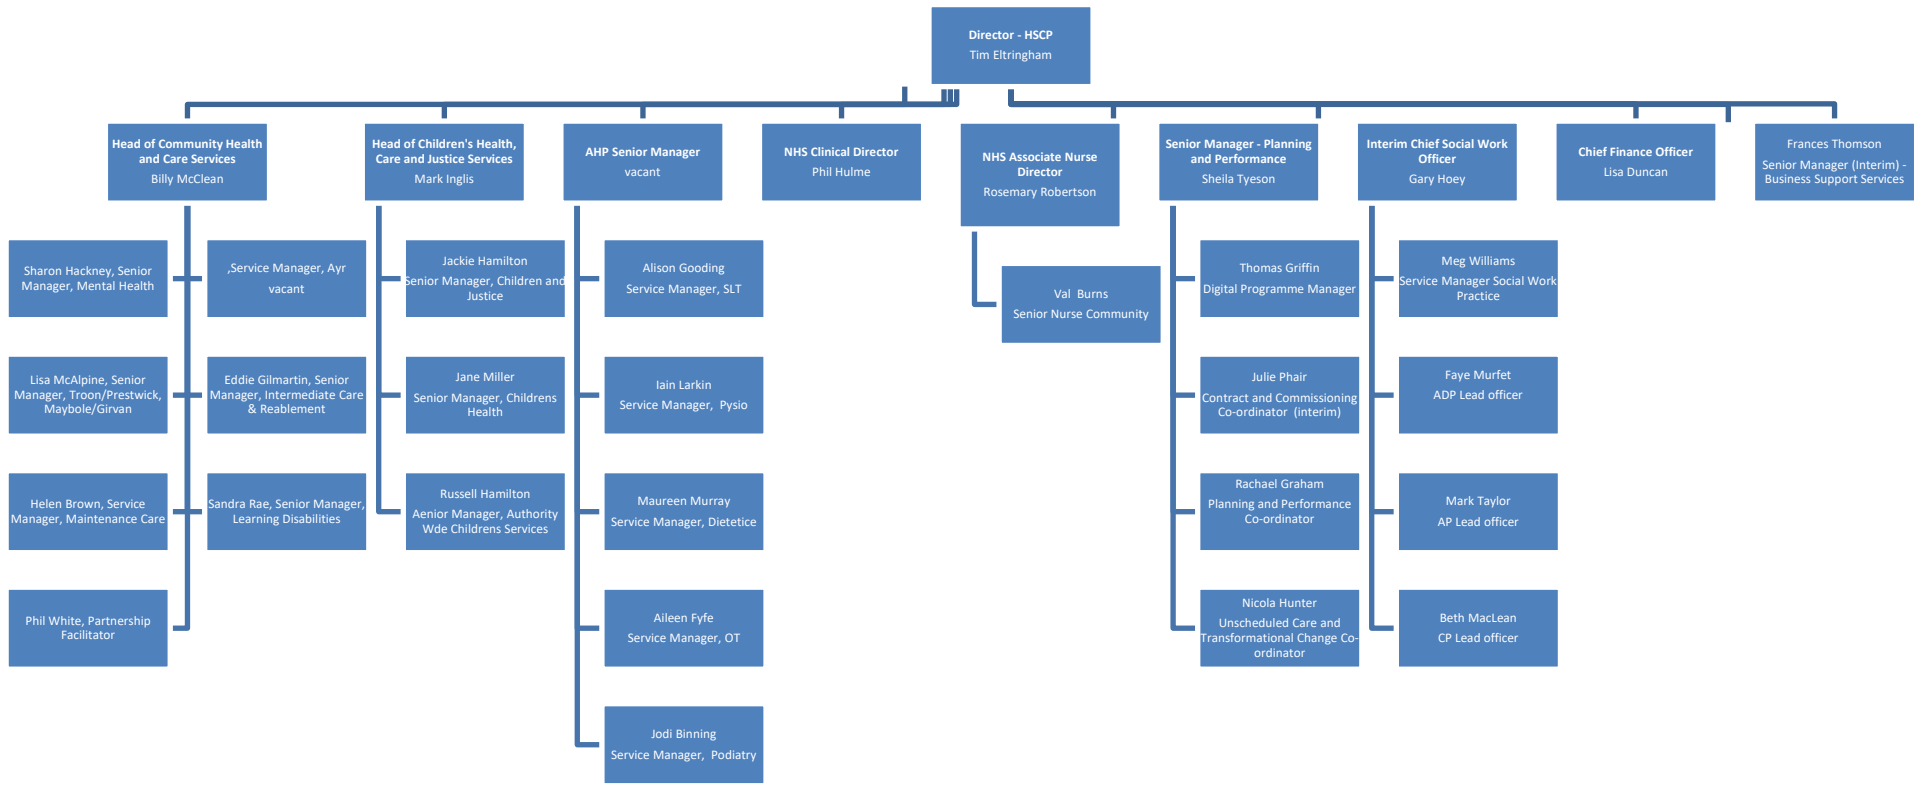 Director - HSCP
Tim Eltringham
Head of Community Health
and Care Services
Billy McClean
Head of Children's Health,
Care and Justice Services
Mark Inglis
AHP Senior Manager
vacant
NHS Clinical Director
Phil Hulme
NHS Associate Nurse
Director
Rosemary Robertson
Senior Manager - Planning
and Performance
Sheila Tyeson
Interim Chief Social Work
Officer
Gary Hoey
Chief Finance Officer
Lisa Duncan
Frances Thomson
Senior Manager (Interim) -
Business Support Services
Sharon Hackney, Senior
Manager, Mental Health
,Service Manager, Ayr
vacant
Lisa McAlpine, Senior
Manager, Troon/Prestwick,
Maybole/Girvan
Eddie Gilmartin, Senior
Manager, Intermediate Care
& Reablement
Helen Brown, Service
Manager, Maintenance Care
Sandra Rae, Senior Manager,
Learning Disabilities
Phil White, Partnership
Facilitator
Jackie Hamilton
Senior Manager, Children and
Justice
Jane Miller
Senior Manager, Childrens
Health
Russell Hamilton
Aenior Manager, Authority
Wde Childrens Services
Alison Gooding
Service Manager, SLT
Iain Larkin
Service Manager,  Pysio
Maureen Murray
Service Manager, Dietetice
Aileen Fyfe
Service Manager, OT
Jodi Binning
Service Manager,  Podiatry
Val  Burns
Senior Nurse Community
Thomas Griffin
Digital Programme Manager
Julie Phair
Contract and Commissioning
Co-ordinator  (interim)
Rachael Graham
Planning and Performance
Co-ordinator
Nicola Hunter
Unscheduled Care and
Transformational Change Co-
ordinator
Meg Williams
Service Manager Social Work
Practice
Faye Murfet
ADP Lead officer
Mark Taylor
AP Lead officer
Beth MacLean
CP Lead officer